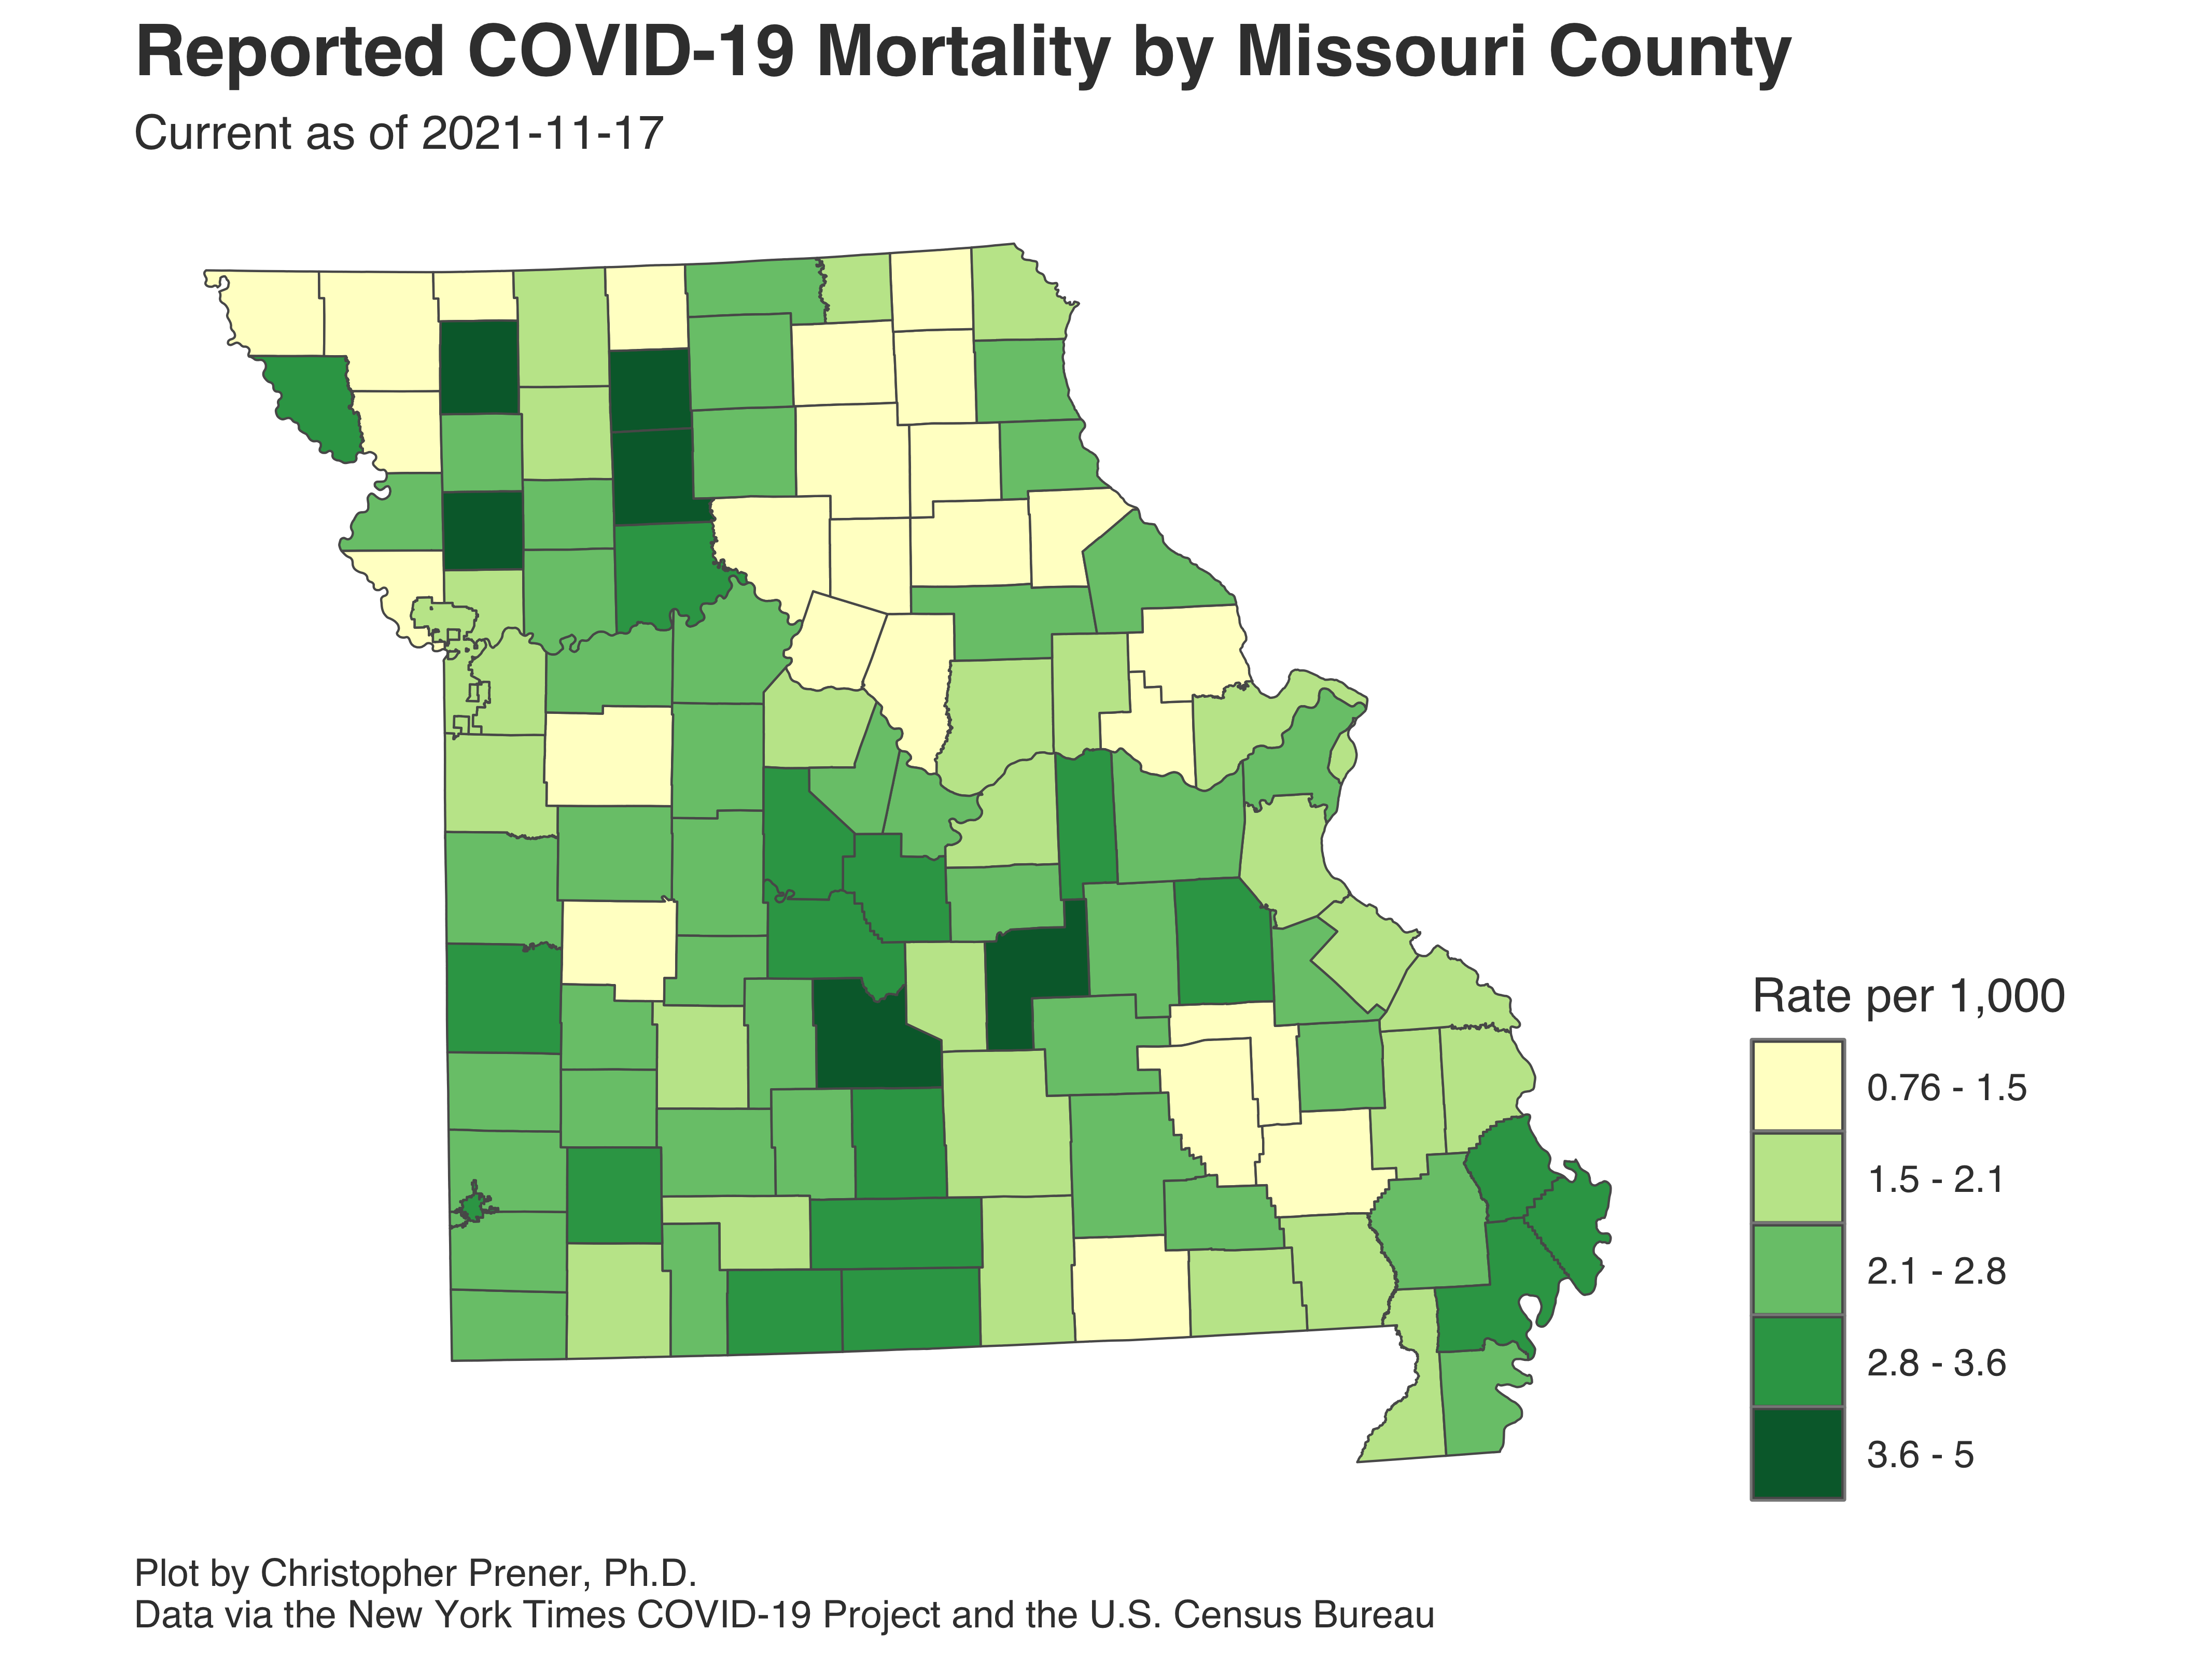 Reported COVID-19 Mortality by Missouri County
Current as of 2021-11-17
Rate per 1,000
0.76 - 1.5
1.5 - 2.1
2.1 - 2.8
2.8 - 3.6
3.6 - 5
Plot by Christopher Prener, Ph.D.
Data via the New York Times COVID-19 Project and the U.S. Census Bureau